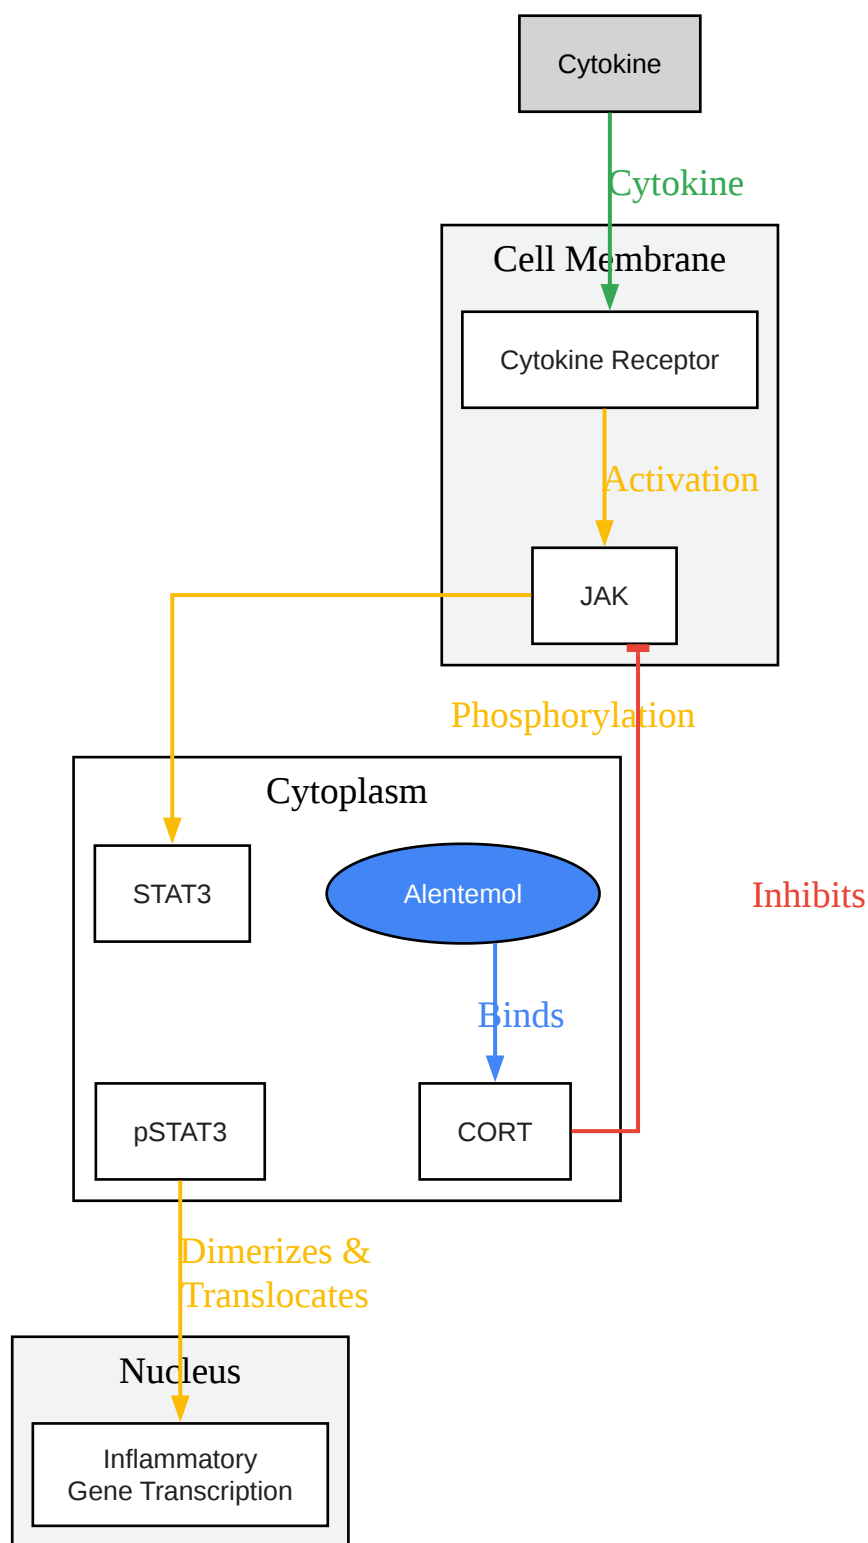 Cytokine
Cytokine
Cell Membrane
Cytokine Receptor
Activation
JAK
Phosphorylation
Cytoplasm
STAT3
Alentemol
Inhibits
Binds
pSTAT3
CORT
Dimerizes &
Translocates
Nucleus
Inflammatory
Gene Transcription